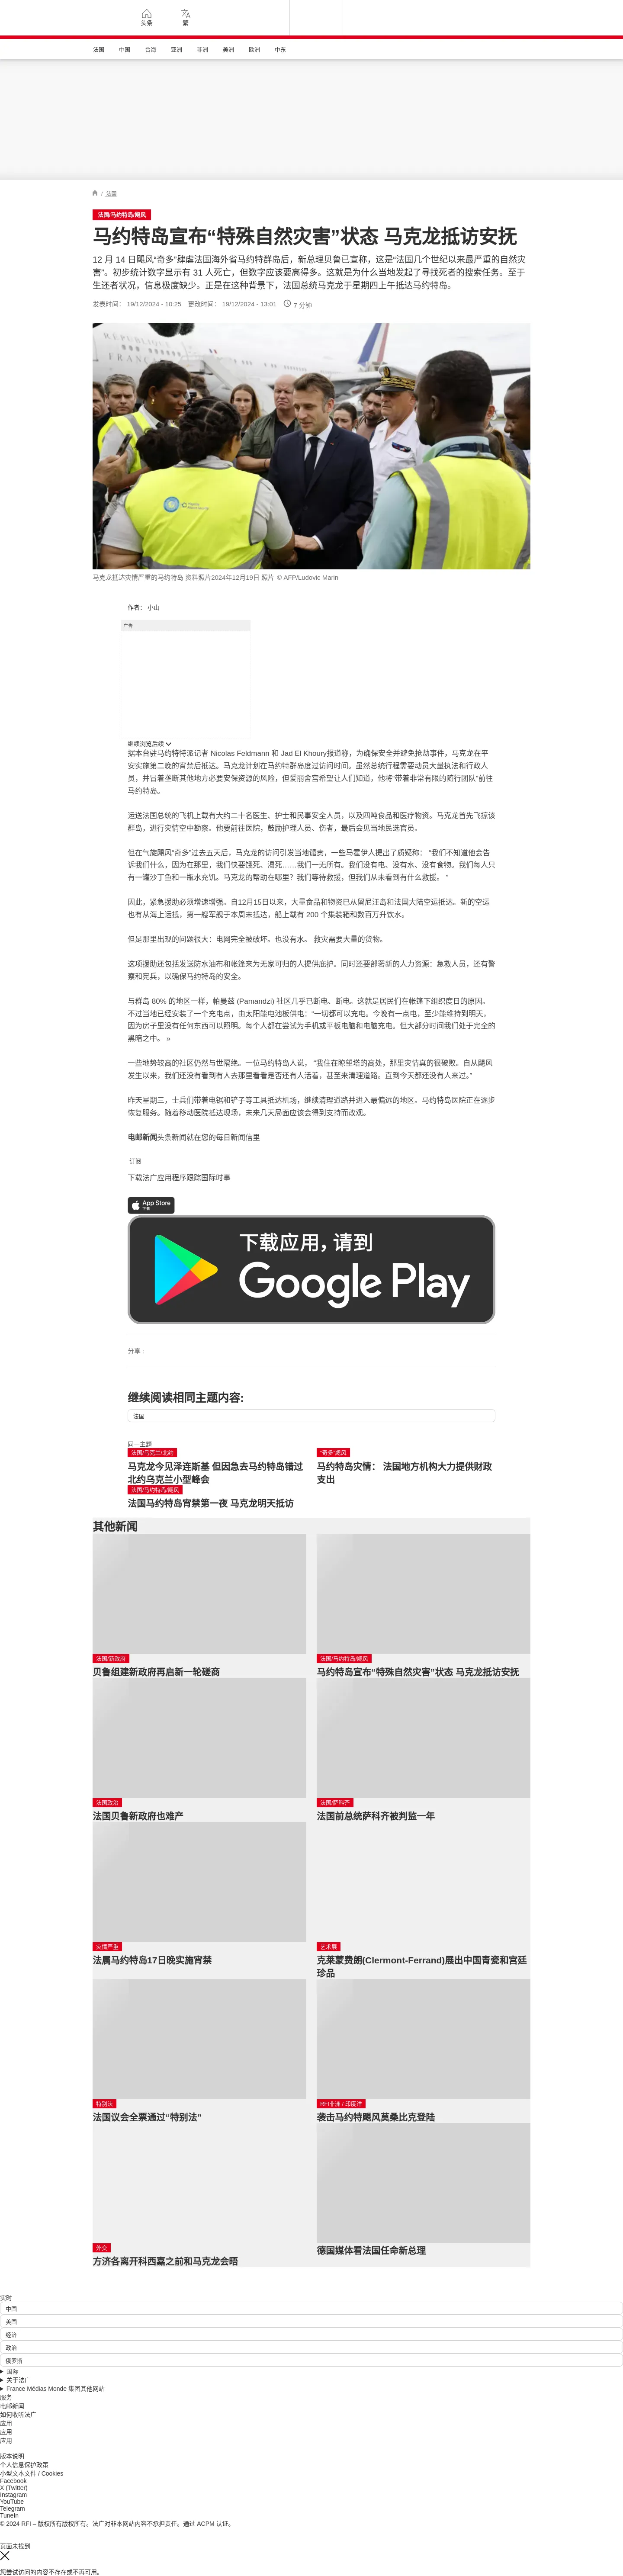 头条
繁
法国 中国 台海 亚洲 非洲 美洲 欧洲 中东
/ 法国
法国/马约特岛/飓风
马约特岛宣布“特殊自然灾害”状态 马克龙抵访安抚
12 月 14 日飓风“奇多”肆虐法国海外省马约特群岛后，新总理贝鲁已宣称，这是“法国几个世纪以来最严重的自然灾
害”。初步统计数字显示有 31 人死亡，但数字应该要高得多。这就是为什么当地发起了寻找死者的搜索任务。至于
生还者状况，信息极度缺少。正是在这种背景下，法国总统马克龙于星期四上午抵达马约特岛。
发表时间： 19/12/2024 - 10:25 更改时间： 19/12/2024 - 13:01 7 分钟
马克龙抵达灾情严重的马约特岛 资料照片2024年12月19日 照片 © AFP/Ludovic Marin
作者： 小山
广告
继续浏览后续
据本台驻马约特特派记者 Nicolas Feldmann 和 Jad El Khoury报道称，为确保安全并避免抢劫事件，马克龙在平
安实施第二晚的宵禁后抵达。马克龙计划在马约特群岛度过访问时间。虽然总统行程需要动员大量执法和行政人
员，并冒着垄断其他地方必要安保资源的风险，但爱丽舍宫希望让人们知道，他将“带着非常有限的随行团队”前往
马约特岛。
运送法国总统的飞机上载有大约二十名医生、护士和民事安全人员，以及四吨食品和医疗物资。马克龙首先飞掠该
群岛，进行灾情空中勘察。他要前往医院，鼓励护理人员、伤者，最后会见当地民选官员。
但在气旋飓风“奇多”过去五天后，马克龙的访问引发当地谴责，一些马霍伊人提出了质疑称： “我们不知道他会告
诉我们什么，因为在那里，我们快要饿死、渴死……我们一无所有。我们没有电、没有水、没有食物。我们每人只
有一罐沙丁鱼和一瓶水充饥。马克龙的帮助在哪里？我们等待救援，但我们从未看到有什么救援。 ”
因此，紧急援助必须增速增强。自12月15日以来，大量食品和物资已从留尼汪岛和法国大陆空运抵达。新的空运
也有从海上运抵，第一艘军舰于本周末抵达，船上载有 200 个集装箱和数百万升饮水。
但是那里出现的问题很大：电网完全被破坏。也没有水。 救灾需要大量的货物。
这项援助还包括发送防水油布和帐篷来为无家可归的人提供庇护。同时还要部署新的人力资源：急救人员，还有警
察和宪兵，以确保马约特岛的安全。
与群岛 80% 的地区一样，帕曼兹 (Pamandzi) 社区几乎已断电、断电。这就是居民们在帐篷下组织度日的原因。
不过当地已经安装了一个充电点，由太阳能电池板供电：“一切都可以充电。今晚有一点电，至少能维持到明天，
因为房子里没有任何东西可以照明。每个人都在尝试为手机或平板电脑和电脑充电。但大部分时间我们处于完全的
黑暗之中。 »
一些地势较高的社区仍然与世隔绝。一位马约特岛人说， “我住在瞭望塔的高处，那里灾情真的很破败。自从飓风
发生以来，我们还没有看到有人去那里看看是否还有人活着，甚至来清理道路。直到今天都还没有人来过。”
昨天星期三，士兵们带着电锯和铲子等工具抵达机场，继续清理道路并进入最偏远的地区。马约特岛医院正在逐步
恢复服务。随着移动医院抵达现场，未来几天局面应该会得到支持而改观。
电邮新闻头条新闻就在您的每日新闻信里
订阅
下载法广应用程序跟踪国际时事
App Store
下载
下载应用，请到
Google Play
分享 :
继续阅读相同主题内容:
法国
同一主题
法国/乌克兰/北约
马克龙今见泽连斯基 但因急去马约特岛错过
北约乌克兰小型峰会
“奇多”飓风
马约特岛灾情： 法国地方机构大力提供财政
支出
法国/马约特岛/飓风
法国马约特岛宵禁第一夜 马克龙明天抵访
其他新闻
法国/新政府
贝鲁组建新政府再启新一轮磋商
法国/马约特岛/飓风
马约特岛宣布“特殊自然灾害”状态 马克龙抵访安抚
法国政治
法国贝鲁新政府也难产
法国/萨科齐
法国前总统萨科齐被判监一年
灾情严重
法属马约特岛17日晚实施宵禁
艺术展
克莱蒙费朗(Clermont-Ferrand)展出中国青瓷和宫廷
珍品
特别法
法国议会全票通过“特别法”
RFI非洲 / 印度洋
袭击马约特飓风莫桑比克登陆
外交
方济各离开科西嘉之前和马克龙会晤
德国媒体看法国任命新总理
实时
中国
美国
经济
政治
俄罗斯
国际
关于法广
France Médias Monde 集团其他网站
服务
电邮新闻
如何收听法广
应用
应用
应用
版本说明
个人信息保护政策
小型文本文件 / Cookies
Facebook
X (Twitter)
Instagram
YouTube
Telegram
TuneIn
© 2024 RFI – 版权所有版权所有。法广对非本网站内容不承担责任。通过 ACPM 认证。
页面未找到
您尝试访问的内容不存在或不再可用。